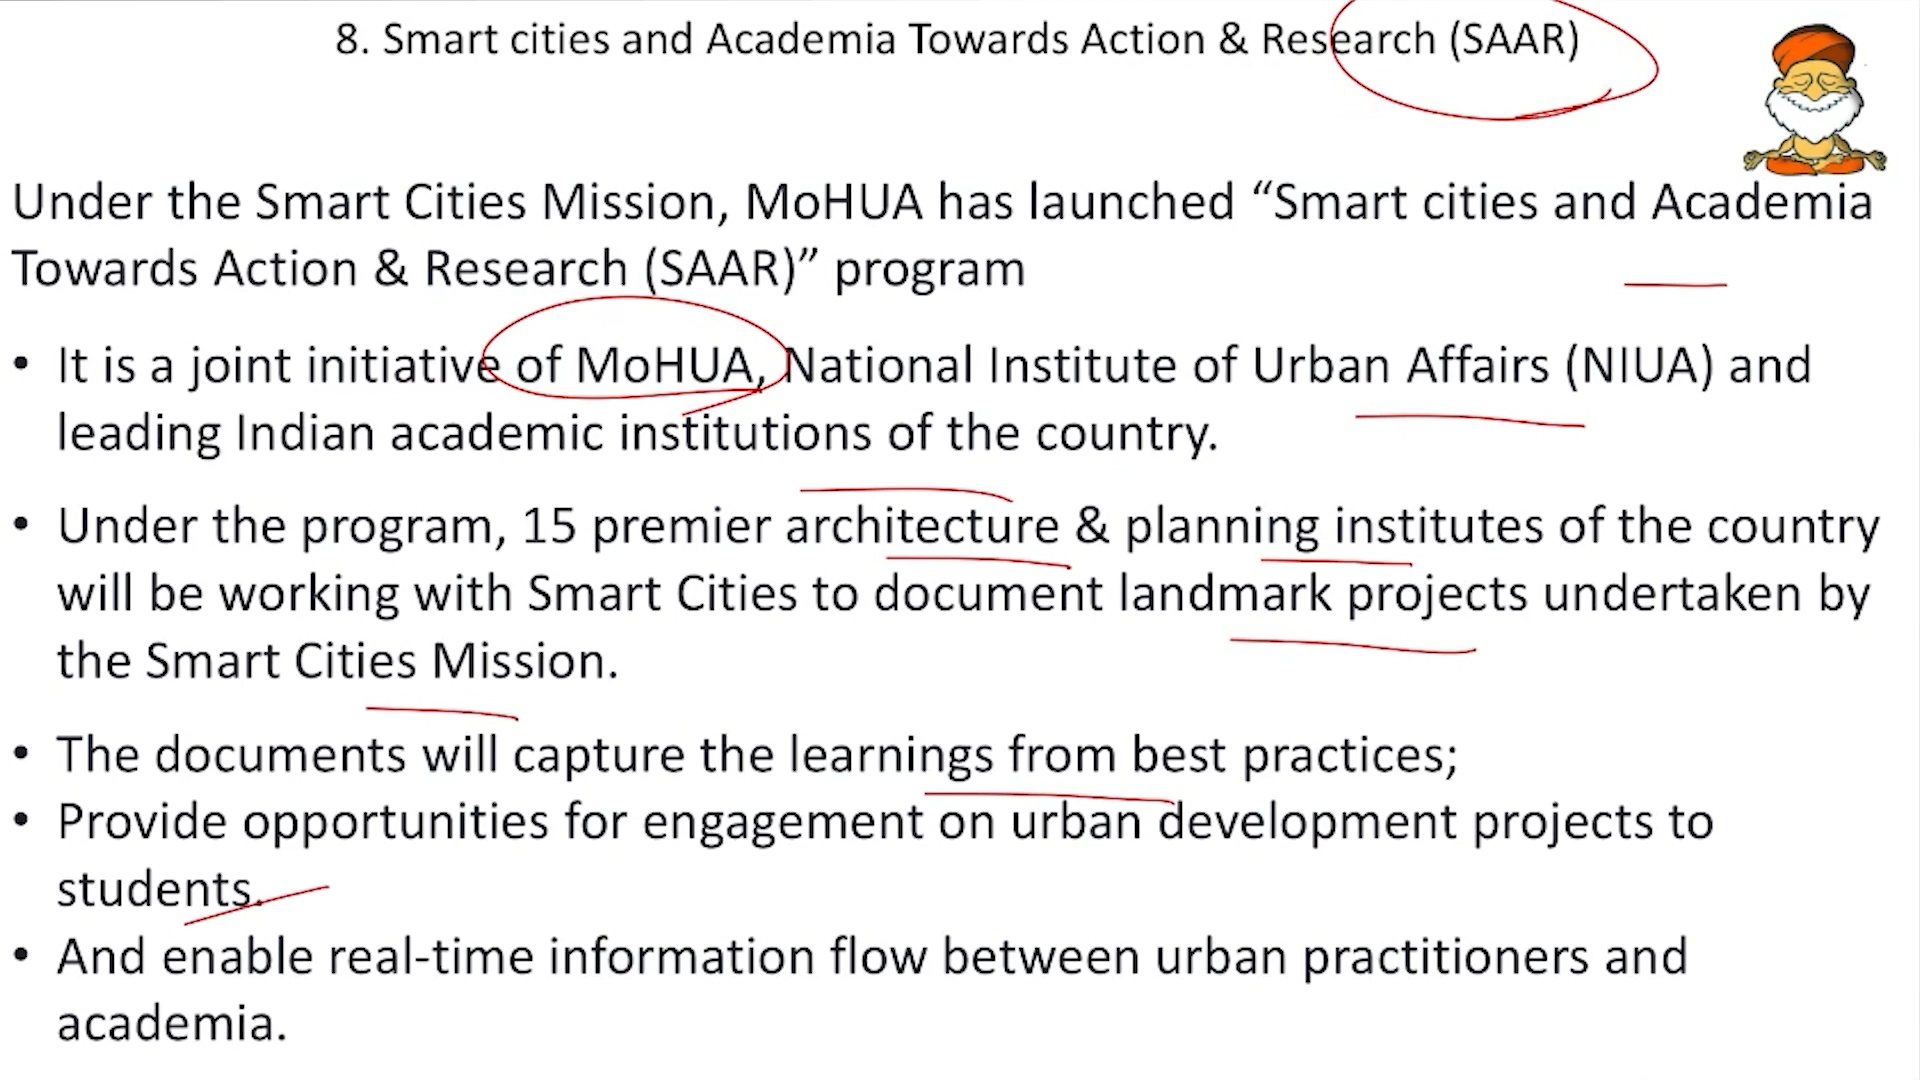 8. Smart cities and Academia Towards Action & Research (SAAR)
Under the Smart Cities Mission, MoHUA has launched “Smart cities and Academia
Towards Action & Research (SAAR)” program
• It is a joint initiative of MoHUA, National Institute of Urban Affairs (NIUA) and
leading Indian academic institutions of the country.
• Under the program, 15 premier architecture & planning institutes of the country
will be working with Smart Cities to document landmark projects undertaken by
the Smart Cities Mission.
• The documents will capture the learnings from best practices;
• Provide opportunities for engagement on urban development projects to
students.
• And enable real-time information flow between urban practitioners and
academia.